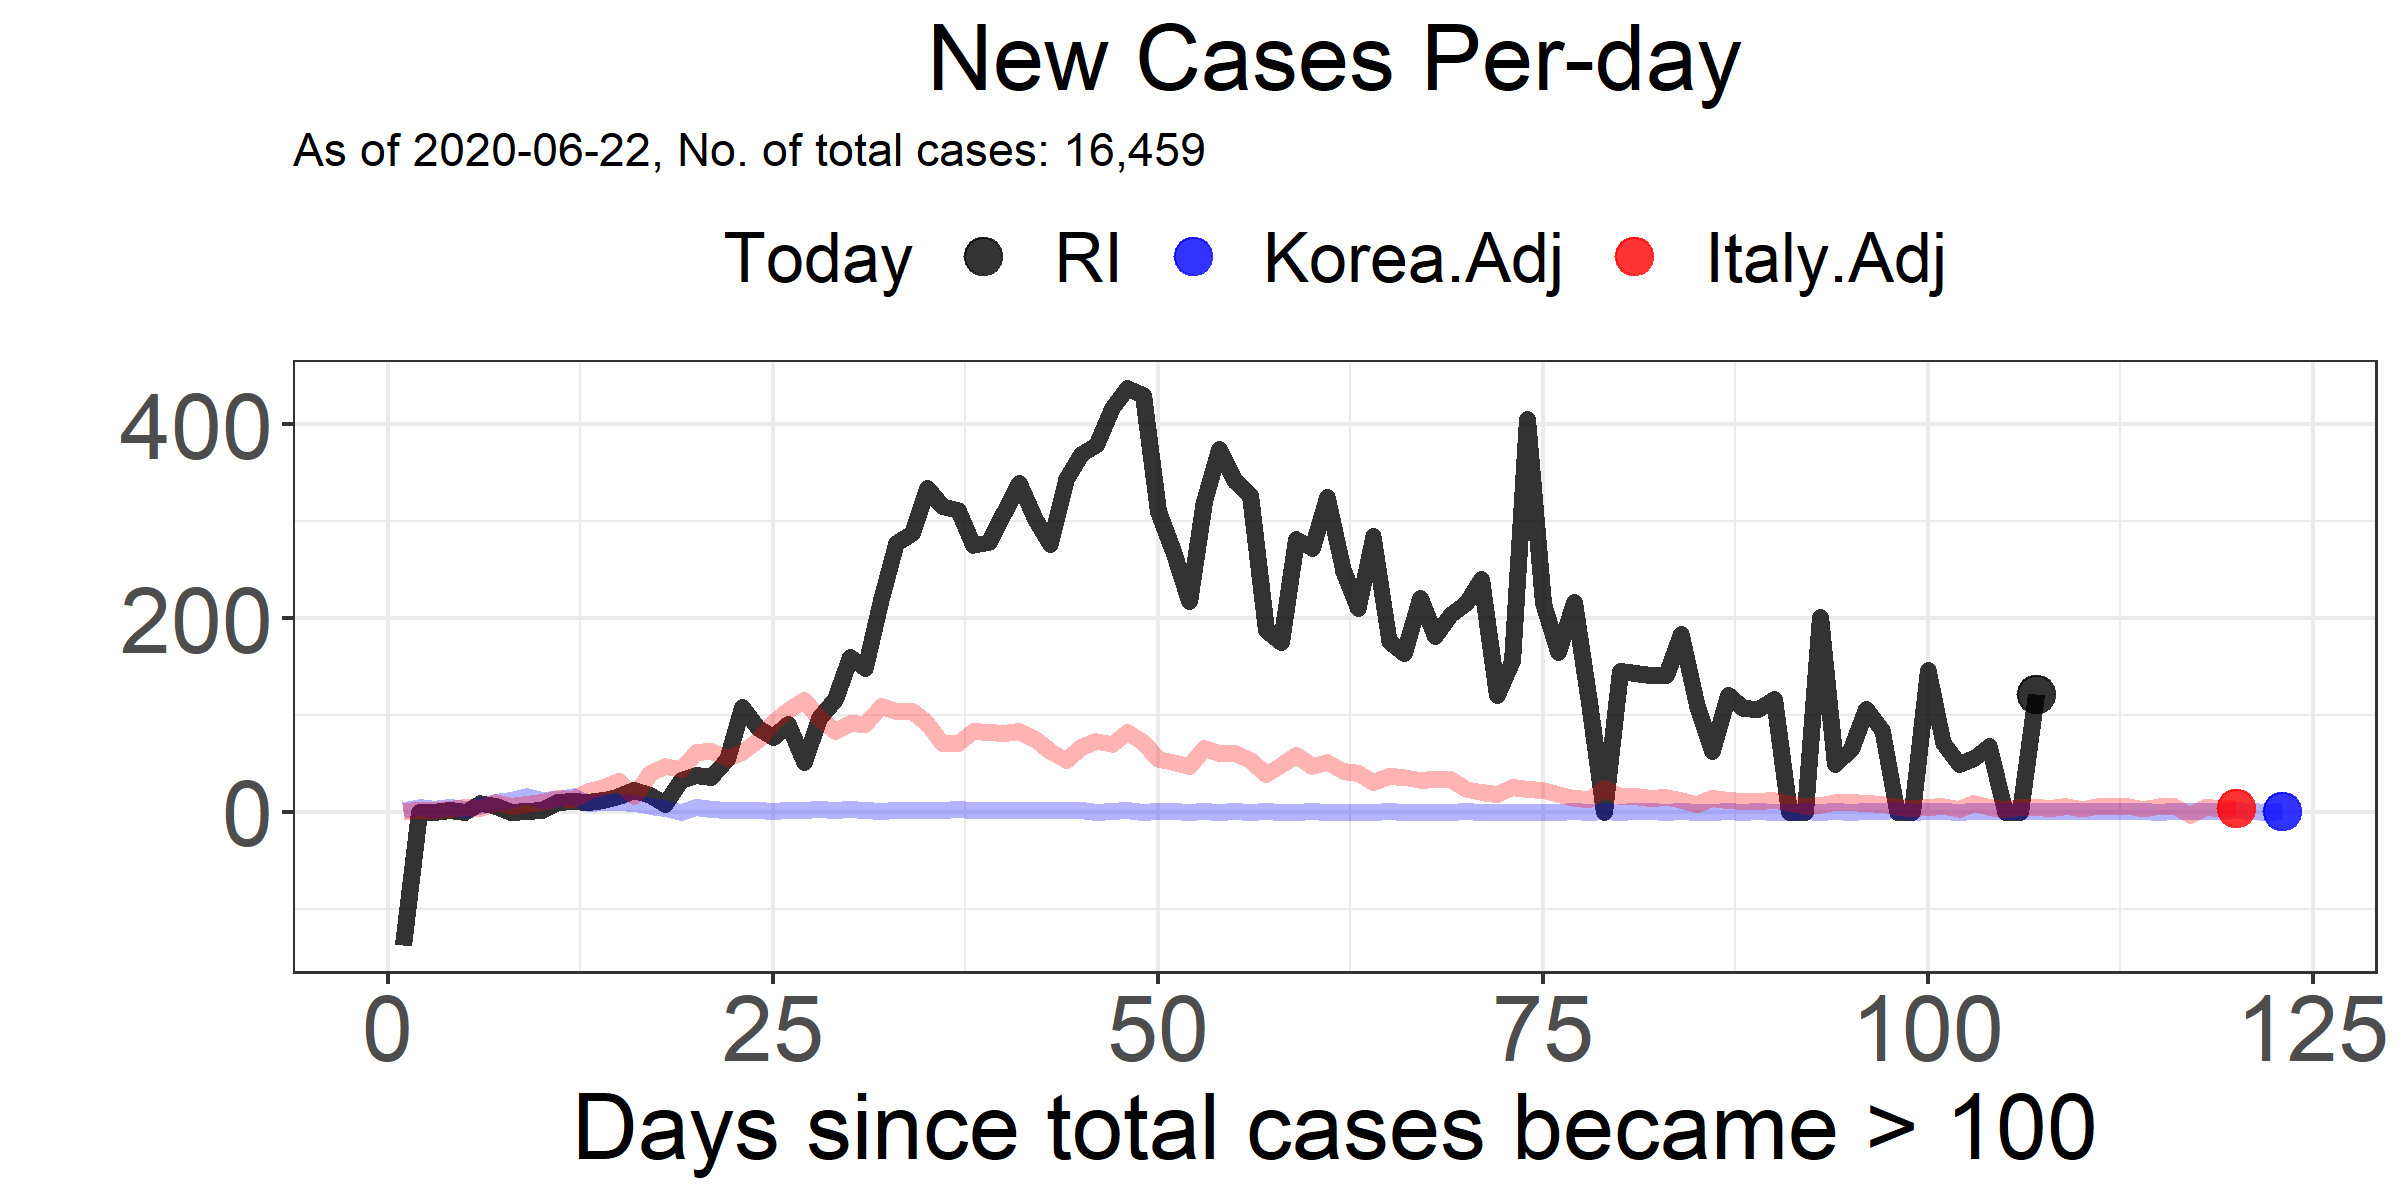 New Cases Per-day
As of 2020-06-22, No. of total cases: 16,459
Today RI Korea.Adj Italy.Adj
400
200
0
0 25 50 75 100 125
Days since total cases became > 100